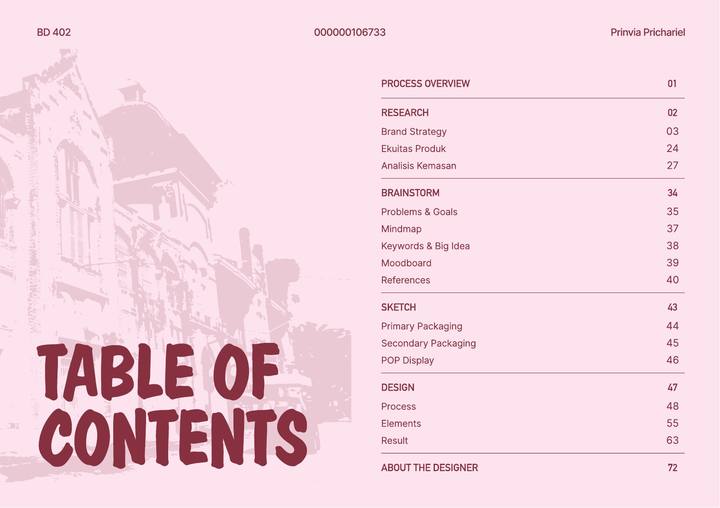 BD 402
000000106733
Prinvia Prichariel
PROCESS OVERVIEW 01
RESEARCH 02
Brand Strategy 03
Ekuitas Produk 24
Analisis Kemasan 27
BRAINSTORM 34
Problems & Goals 35
Mindmap 37
Keywords & Big Idea 38
Moodboard 39
References 40
SKETCH 43
Primary Packaging 44
Secondary Packaging 45
POP Display 46
DESIGN 47
Process 48
Elements 55
Result 63
ABOUT THE DESIGNER 72
TABLE OF
CONTENTS